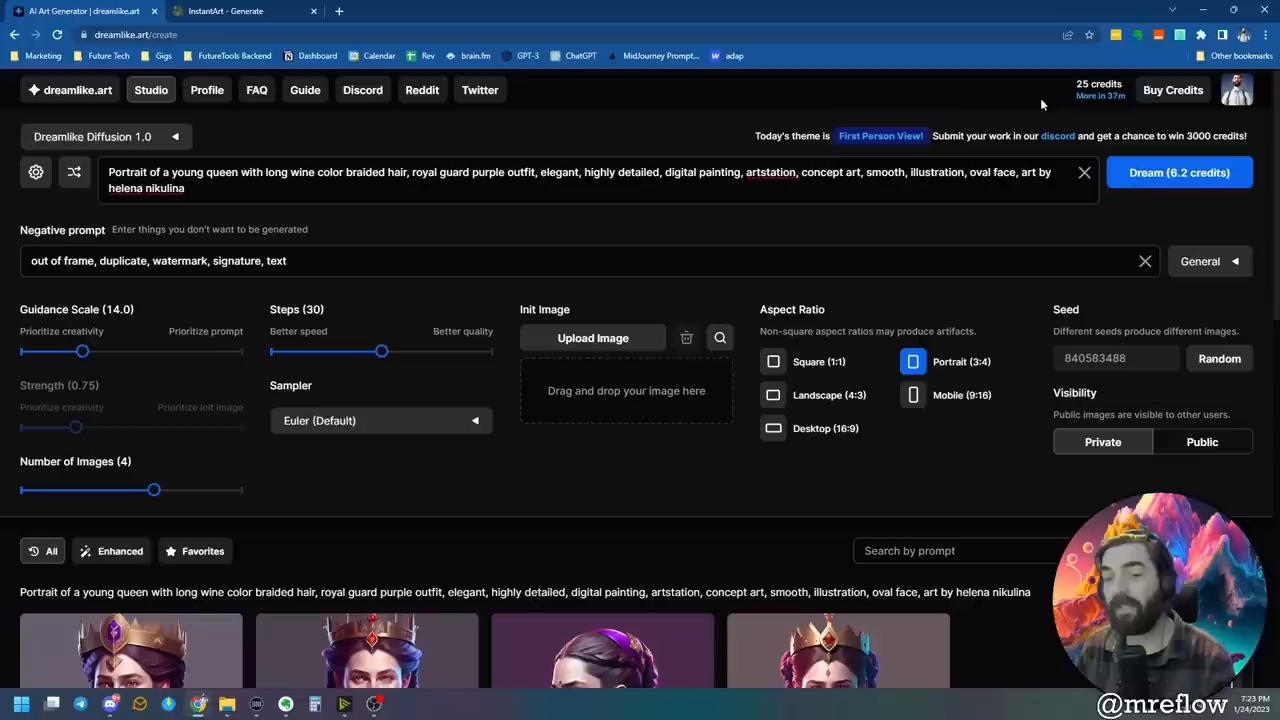 AI Art Generator | dreamlike.art
InstantArt - Generate
dreamlike.art/create
Marketing
Future Tech
Gigs
FutureTools Backend
Dashboard
Calendar
Rev
brain.fm
GPT-3
ChatGPT
MidJourney Prompt...
adap
Other bookmarks
dreamlike.art
Studio
Profile
FAQ
Guide
Discord
Reddit
Twitter
25 credits
More in 37m
Buy Credits
Dreamlike Diffusion 1.0
Today's theme is First Person View! Submit your work in our discord and get a chance to win 3000 credits!
Portrait of a young queen with long wine color braided hair, royal guard purple outfit, elegant, highly detailed, digital painting, artstation, concept art, smooth, illustration, oval face, art by
helena nikulina
Dream (6.2 credits)
Negative prompt Enter things you don't want to be generated
out of frame, duplicate, watermark, signature, text
General
Guidance Scale (14.0)
Prioritize creativity
Prioritize prompt
Strength (0.75)
Prioritize creativity
Prioritize init image
Number of Images (4)
Steps (30)
Better speed
Better quality
Sampler
Euler (Default)
Init Image
Upload Image
Drag and drop your image here
Aspect Ratio
Non-square aspect ratios may produce artifacts.
Square (1:1)
Portrait (3:4)
Landscape (4:3)
Mobile (9:16)
Desktop (16:9)
Seed
Different seeds produce different images.
840583488
Random
Visibility
Public images are visible to other users.
Private
Public
All
Enhanced
Favorites
Search by prompt
Portrait of a young queen with long wine color braided hair, royal guard purple outfit, elegant, highly detailed, digital painting, artstation, concept art, smooth, illustration, oval face, art by helena nikulina
@mreflow
7:23 PM
1/24/2023